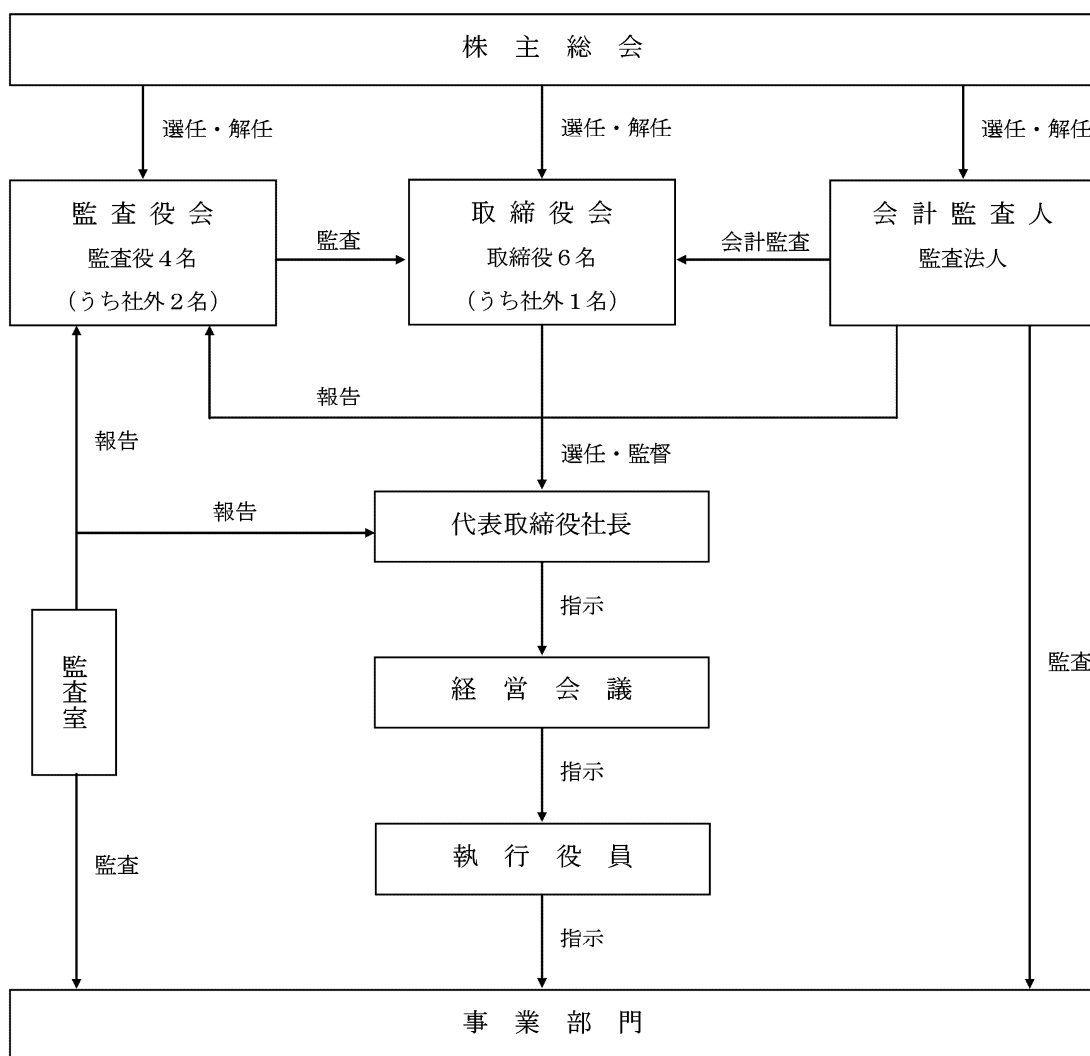 株主総会
選任・解任
選任・解任
選任・解任
監査役会
監査役４名
（うち社外２名）
監査
取締役会
取締役６名
（うち社外１名）
会計監査
会計監査人
監査法人
報告
報告
選任・監督
報告
代表取締役社長
指示
監査室
経営会議
監査
指示
執行役員
監査
指示
事業部門